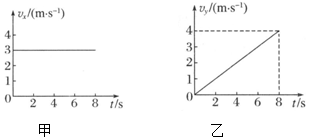 vₓ/(m·s⁻¹)
4
3
2
1
0
2 4 6 8 t/s
甲
v_y/(m·s⁻¹)
4
3
2
1
0
2 4 6 8 t/s
乙